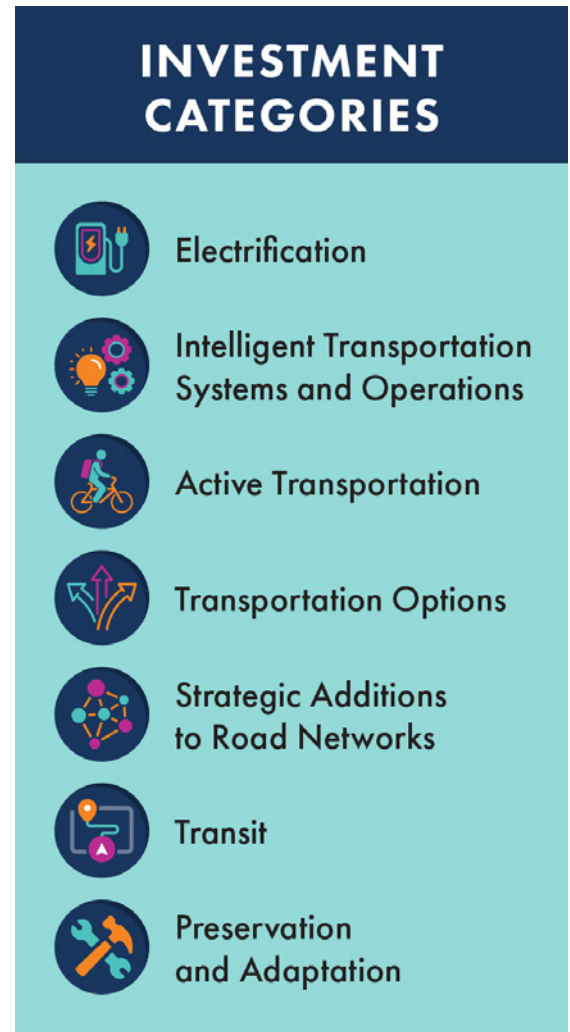 INVESTMENT
CATEGORIES
Electrification
Intelligent Transportation
Systems and Operations
Active Transportation
Transportation Options
Strategic Additions
to Road Networks
Transit
Preservation
and Adaptation